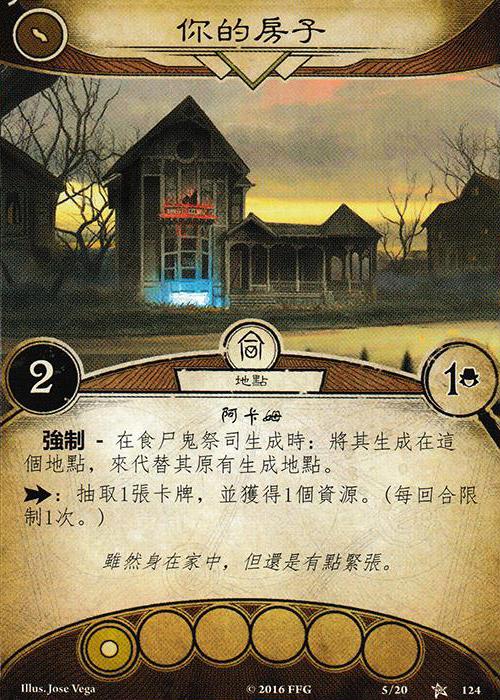 你的房子
2
地點
1
阿卡姆
強制 - 在食尸鬼祭司生成時：將其生成在這
個地點，來代替其原有生成地點。
：抽取1張卡牌，並獲得1個資源。(每回合限
制1次。)
雖然身在家中，但還是有點緊張。
Illus. Jose Vega
© 2016 FFG
5/20
124